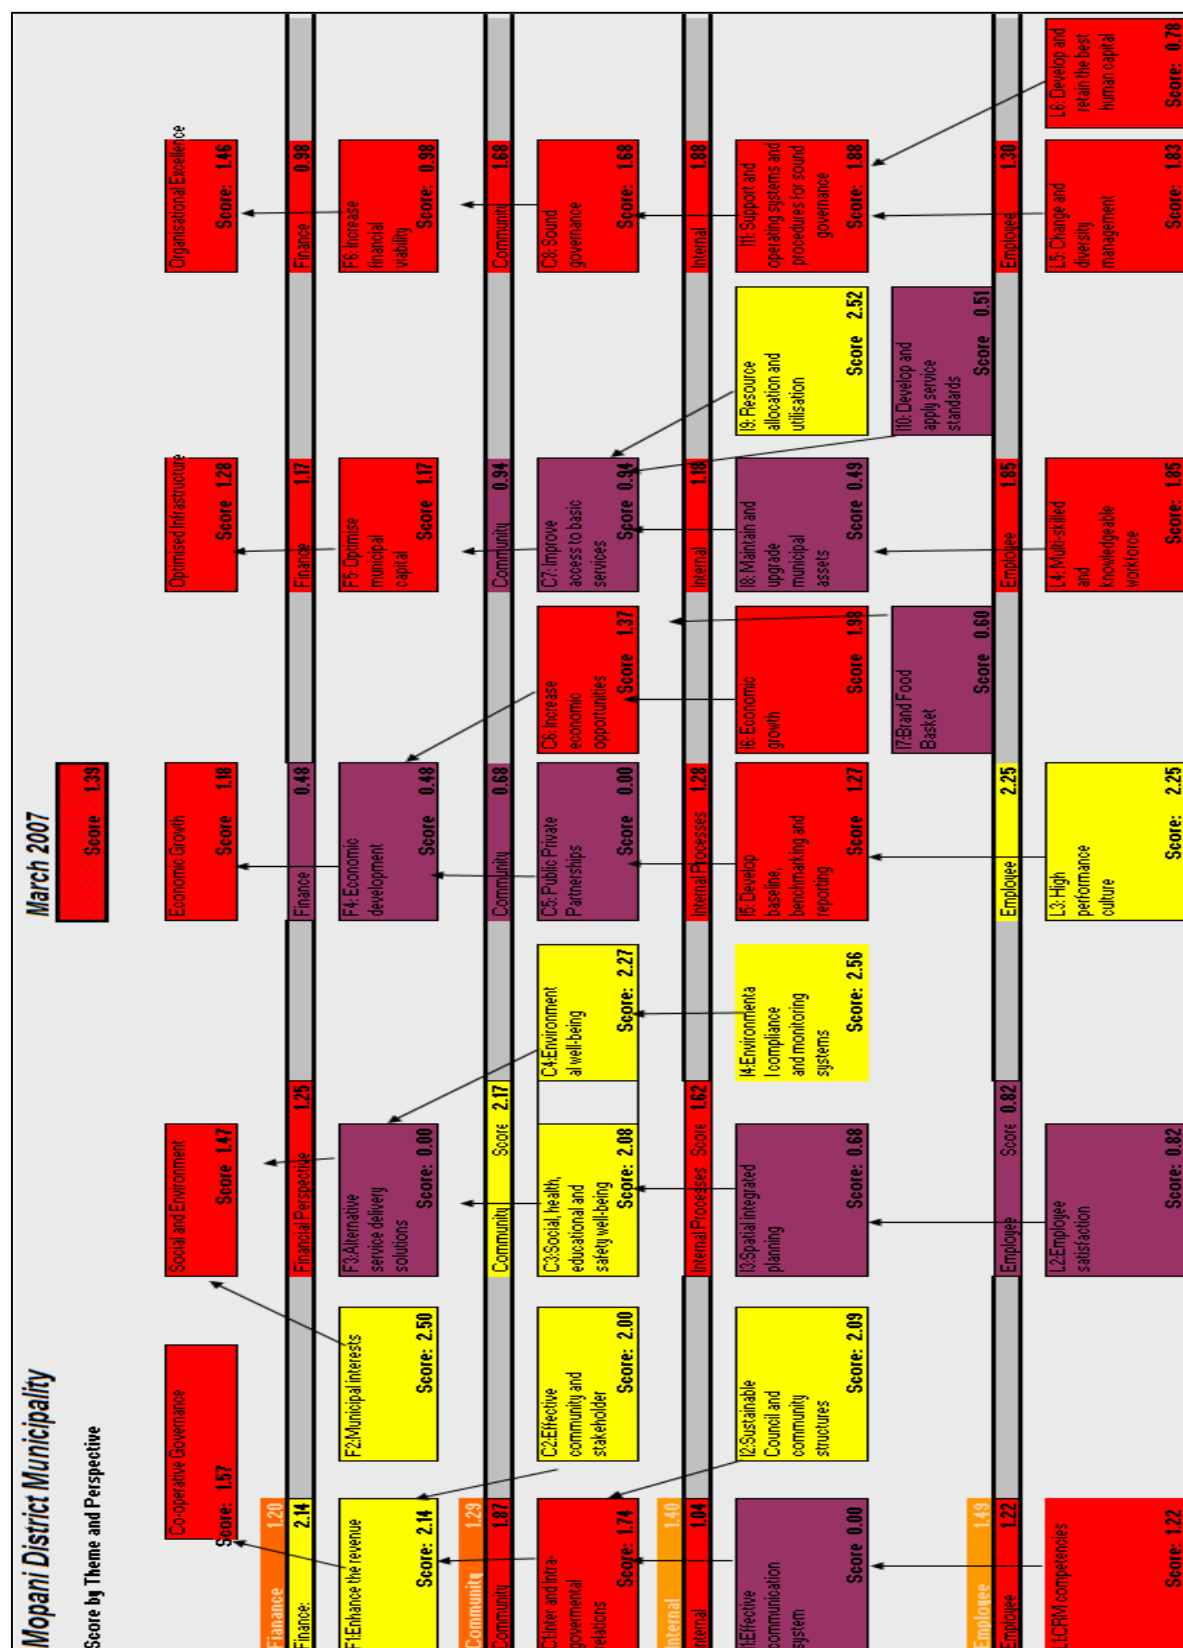 Mopani District Municipality
March 2007
Score 1.39
Score by Theme and Perspective
Co-operative Governance
Score: 1.57
Social and Environment
Score 1.47
Economic Growth
Score 1.18
Optimised Infrastructure
Score 1.28
Organisational Excellence
Score: 1.46
Fianance 1.20
Finance: 2.14
Financial Perspective 1.25
Finance 0.48
Finance 1.17
Finance 0.98
F1:Enhance the revenue
Score: 2.14
F2:Municipal interests
Score: 2.50
F3:Alternative
service delivery
solutions
Score: 0.00
F4: Economic
development
Score 0.48
F5: Optimise
municipal
capital
Score 1.17
F6: Increase
financial
viability
Score: 0.98
Community 1.29
Community 1.87
Community Score 2.17
Community 0.68
Community 0.94
Community 1.68
C1:Inter and Intra-
govermental
relations
Score: 1.74
C2:Effective
community and
stakeholder
Score: 2.00
C3:Social, health,
educational and
safety well-being
Score: 2.08
C4:Environment
al well-being
Score: 2.27
C5: Public Private
Partnerships
Score 0.00
C6: Increase
economic
opportunities
Score 1.37
C7: Improve
access to basic
services
Score 0.94
C8: Sound
governance
Score: 1.68
Internal 1.40
Internal 1.04
Internal Processes Score 1.62
Internal Processes 1.28
Internal 1.18
Internal 1.88
I1:Effective
communication
system
Score 0.00
I2:Sustainable
Council and
community
structures
Score: 2.09
I3:Spatial integrated
planning
Score: 0.68
I4:Environmenta
l compliance
and monitoring
systems
Score: 2.56
I5: Develop
baseline,
benchmarking and
reporting
Score 1.27
I6: Economic
growth
Score 1.98
I7:Brand Food
Basket
Score 0.60
I8: Maintain and
upgrade
municipal
assets
Score 0.49
I9: Resource
allocation and
utilisation
Score 2.52
I10: Develop and
apply service
standards
Score 0.51
I11: Support and
operating systems and
procedures for sound
governance
Score: 1.88
Employee 1.49
Employee 1.22
Employee Score 0.82
Employee 2.25
Employee 1.85
Employee 1.30
L1:CRM competencies
Score: 1.22
L2:Employee
satisfaction
Score: 0.82
L3: High
performance
culture
Score: 2.25
L4: Multi-skilled
and
knowledgeable
workforce
Score: 1.85
L5: Change and
diversity
management
Score: 1.83
L6: Develop and
retain the best
human capital
Score: 0.78